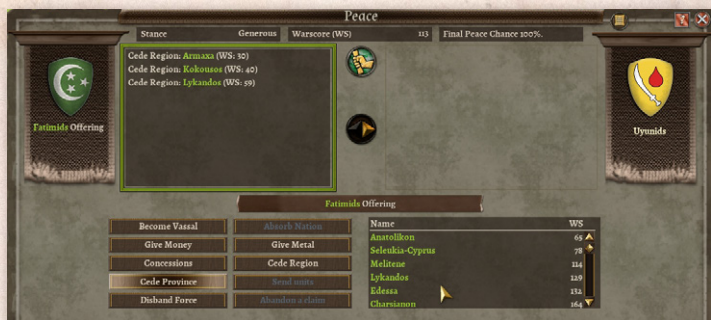 Peace
Stance Generous Warscore (WS) 113 Final Peace Chance 100%.
Cede Region: Armaxa (WS: 30)
Cede Region: Kokousos (WS: 40)
Cede Region: Lykandos (WS: 59)
Fatimids Offering
Uyunids
Fatimids Offering
Become Vassal Absorb Nation
Give Money Give Metal
Concessions Cede Region
Cede Province Send units
Disband Force Abandon a claim
Name WS
Anatolikon 65
Seleukia-Cyprus 78
Melitene 114
Lykandos 129
Edessa 132
Charsianon 164